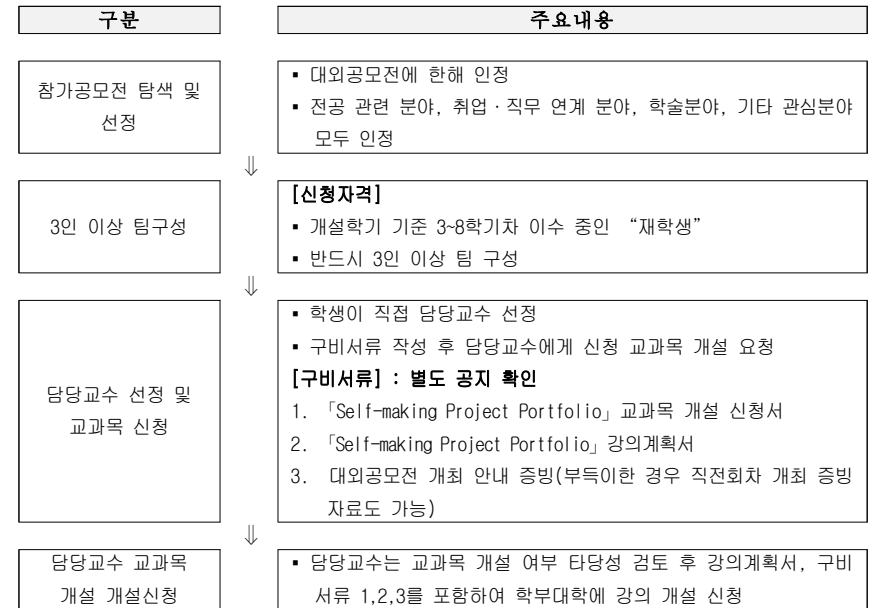 구분
주요내용
참가공모전 탐색 및
선정
▪ 대외공모전에 한해 인정
▪ 전공 관련 분야, 취업·직무 연계 분야, 학술분야, 기타 관심분야
모두 인정
⇓
3인 이상 팀구성
[신청자격]
▪ 개설학기 기준 3~8학기차 이수 중인 “재학생”
▪ 반드시 3인 이상 팀 구성
⇓
담당교수 선정 및
교과목 신청
▪ 학생이 직접 담당교수 선정
▪ 구비서류 작성 후 담당교수에게 신청 교과목 개설 요청
[구비서류] : 별도 공지 확인
1. 「Self-making Project Portfolio」교과목 개설 신청서
2. 「Self-making Project Portfolio」강의계획서
3. 대외공모전 개최 안내 증빙(부득이한 경우 직전회차 개최 증빙
자료도 가능)
⇓
담당교수 교과목
개설 개설신청
▪ 담당교수는 교과목 개설 여부 타당성 검토 후 강의계획서, 구비
서류 1,2,3를 포함하여 학부대학에 강의 개설 신청